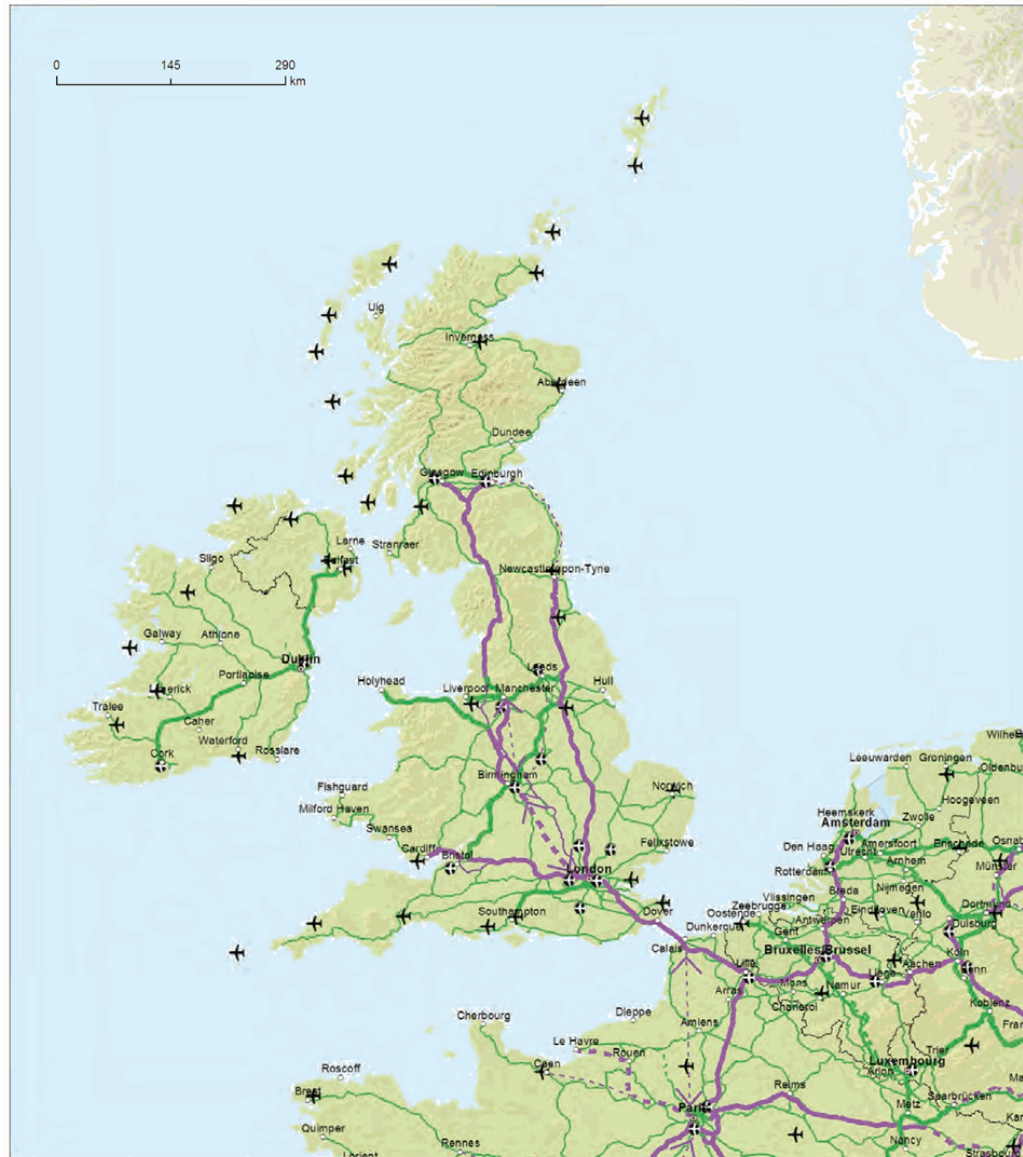 0 145 290
km
Uig
Inverness
Aberdeen
Dundee
Glasgow Edinburgh
Larne Stranraer
Sligo
Newcastle upon-Tyne
Galway Athlone
Dublin
Leeds
Portlaoise
Holyhead Liverpool Manchester Hull
Tralee
Caher
Waterford
Cork Rosslare
Birmingham
Fishguard Norwich
Milford Haven
Swansea
Cardiff Bristol Felixstowe
London
Southampton Dover
Leeuwarden Groningen
Hoogeveen
Heemskerk Zwolle
Amsterdam
Den Haag Utrecht Amersfoort Enschede
Rotterdam Arnhem
Münster
Nijmegen
Vlissingen Breda
Zeebrugge Dortmund
Oostende Antwerpen Eindhoven Venlo
Dunkerque Gent Duisburg
Calais Bruxelles/Brussel Köln
Lille Aachen
Mons Namur Liège
Arras Charleroi Koblenz
Dieppe
Cherbourg Amiens
Le Havre Rouen Trier
Caen Luxembourg
Arlon
Roscoff Reims Saarbrücken
Brest Paris Metz
Quimper Rennes Nancy
Lorient Strasbourg